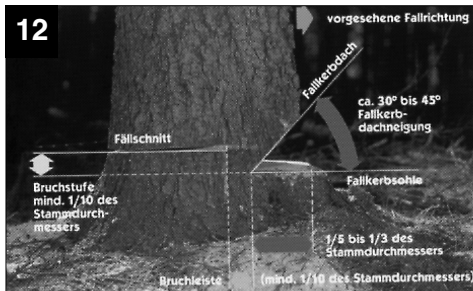 12
vorgesehene Fallrichtung
Fallkerbdach
ca. 30° bis 45°
Fallkerb-
dachneigung
Fällschnitt
Bruchstufe
mind. 1/10 des
Stammdurch-
messers
Fallkerbsohle
1/5 bis 1/3 des
Stammdurchmessers
Bruchleiste
(mind. 1/10 des Stammdurchmessers)